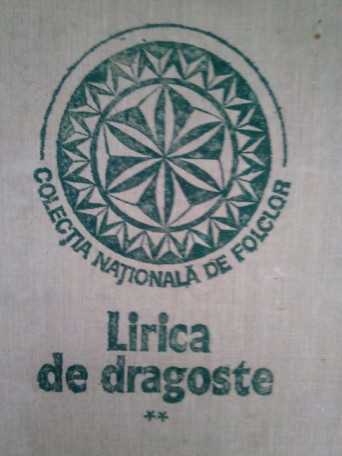 COLECȚIA NAȚIONALĂ DE FOLCLOR
Lirica
de dragoste
**